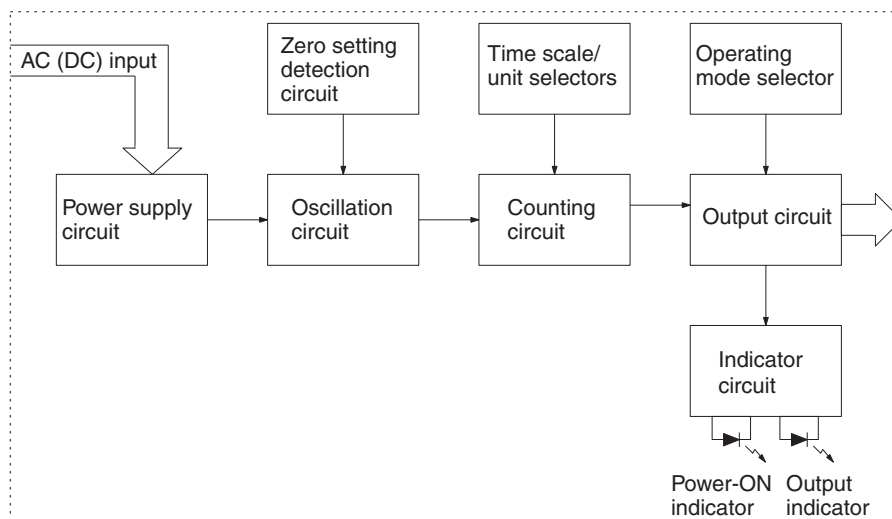 AC (DC) input
Zero setting
detection
circuit
Time scale/
unit selectors
Operating
mode selector
Power supply
circuit
Oscillation
circuit
Counting
circuit
Output circuit
Indicator
circuit
Power-ON
indicator
Output
indicator